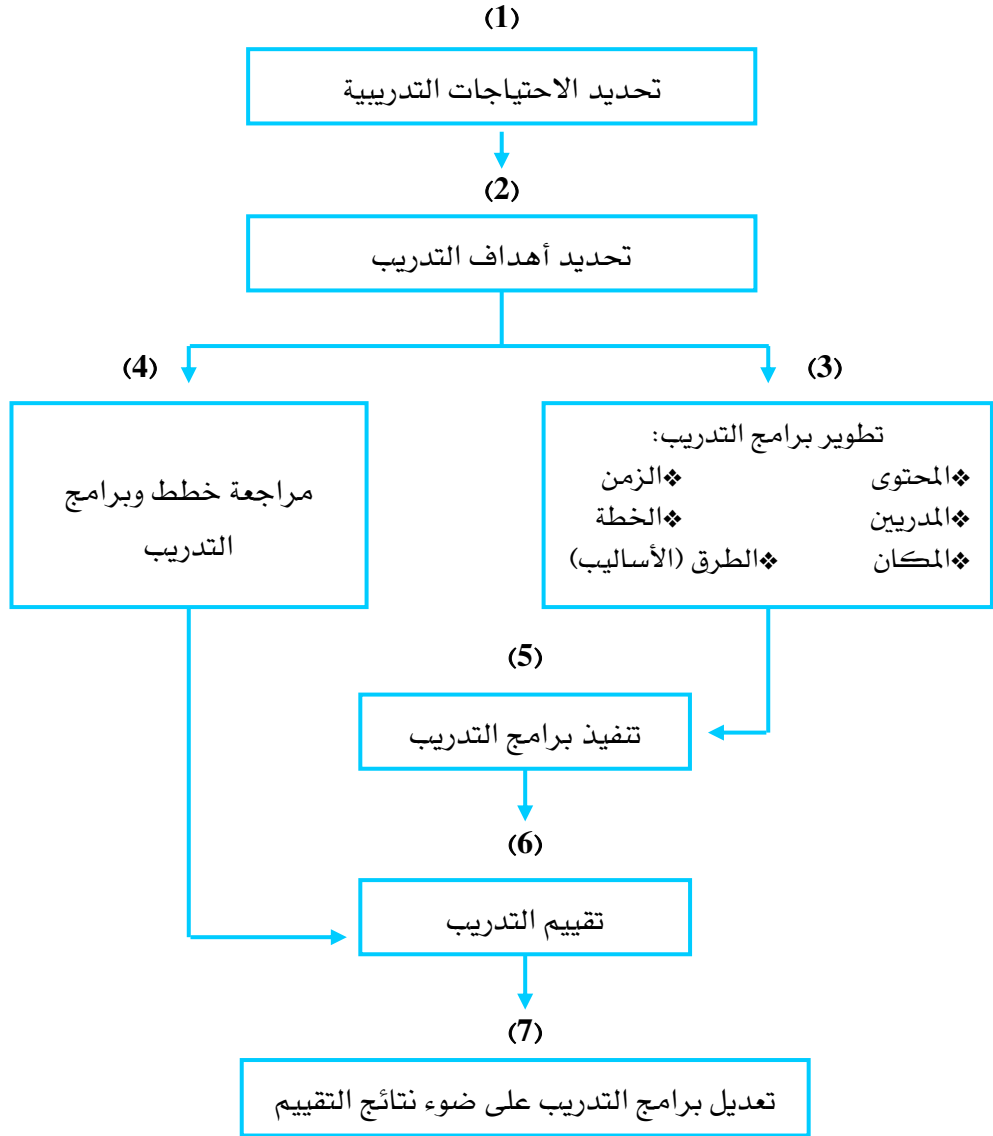 (1)
تحديد الاحتياجات التدريبية
(2)
تحديد أهداف التدريب
(3)
تطوير برامج التدريب:
❖المحتوى ❖الزمن
❖المدربين ❖الخطة
❖المكان ❖الطرق (الأساليب)
(4)
مراجعة خطط وبرامج
التدريب
(5)
تنفيذ برامج التدريب
(6)
تقييم التدريب
(7)
تعديل برامج التدريب على ضوء نتائج التقييم